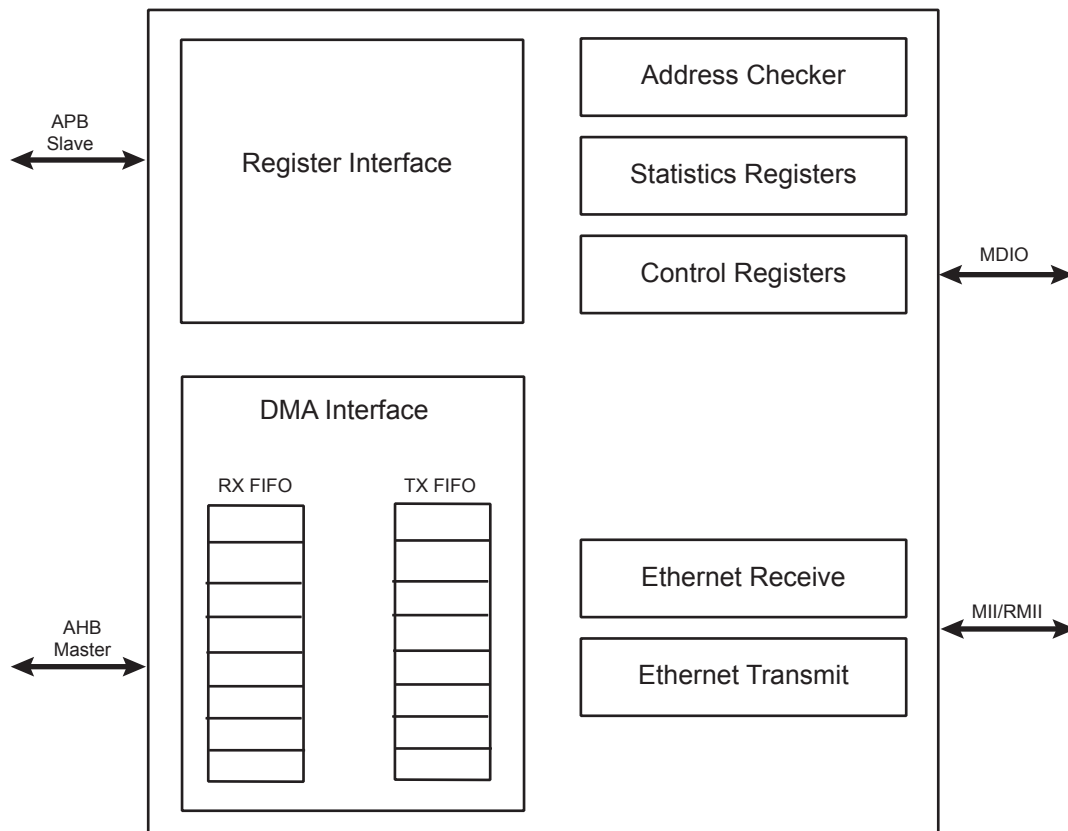 Address Checker
APB
Slave
Register Interface
Statistics Registers
Control Registers
MDIO
DMA Interface
RX FIFO
TX FIFO
Ethernet Receive
MII/RMII
AHB
Master
Ethernet Transmit